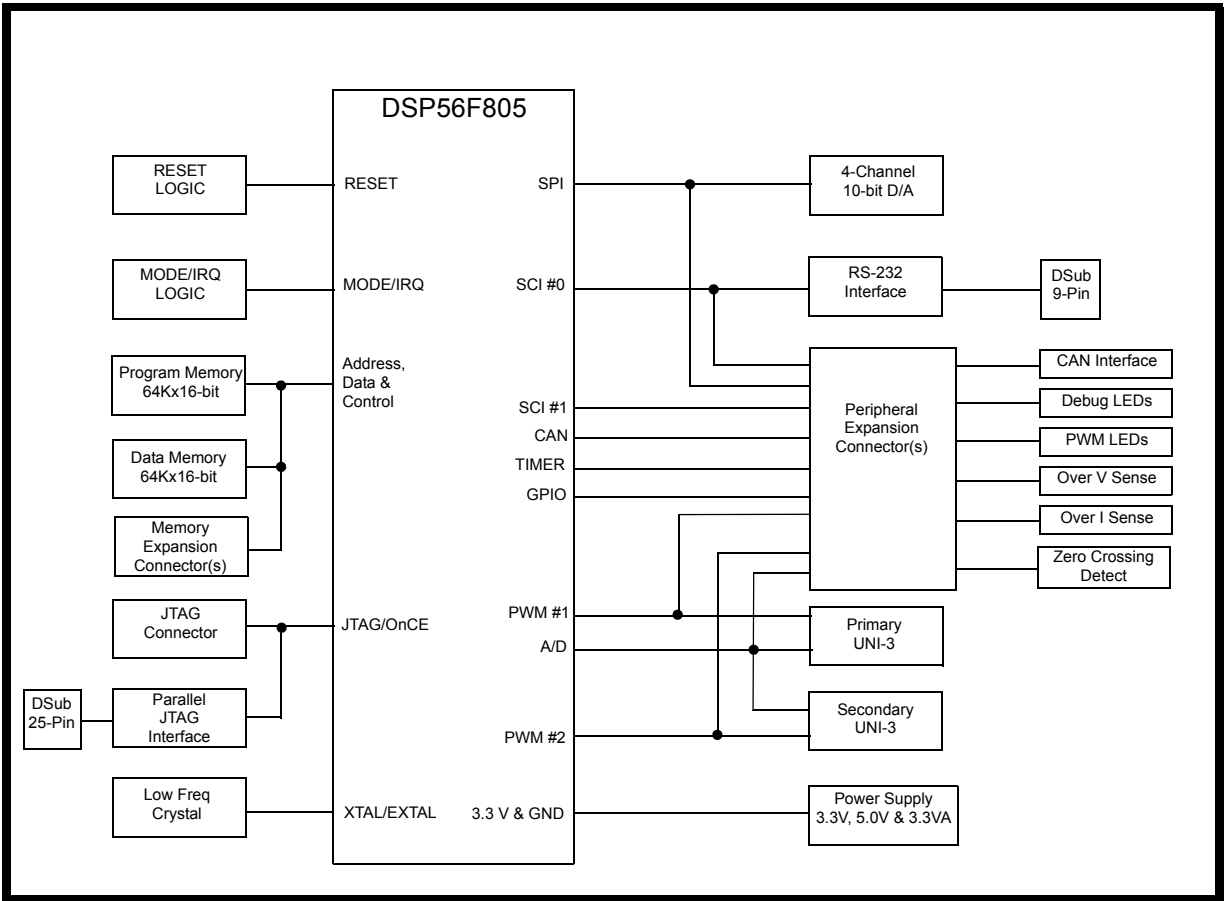 DSP56F805
RESET
LOGIC
RESET
SPI
4-Channel
10-bit D/A
MODE/IRQ
LOGIC
MODE/IRQ
SCI #0
RS-232
Interface
DSub
9-Pin
Program Memory
64Kx16-bit
Address,
Data &
Control
Data Memory
64Kx16-bit
Memory
Expansion
Connector(s)
SCI #1
CAN
TIMER
GPIO
Peripheral
Expansion
Connector(s)
CAN Interface
Debug LEDs
PWM LEDs
Over V Sense
Over I Sense
Zero Crossing
Detect
JTAG
Connector
JTAG/OnCE
PWM #1
A/D
Primary
UNI-3
DSub
25-Pin
Parallel
JTAG
Interface
PWM #2
Secondary
UNI-3
Low Freq
Crystal
XTAL/EXTAL
3.3 V & GND
Power Supply
3.3V, 5.0V & 3.3VA